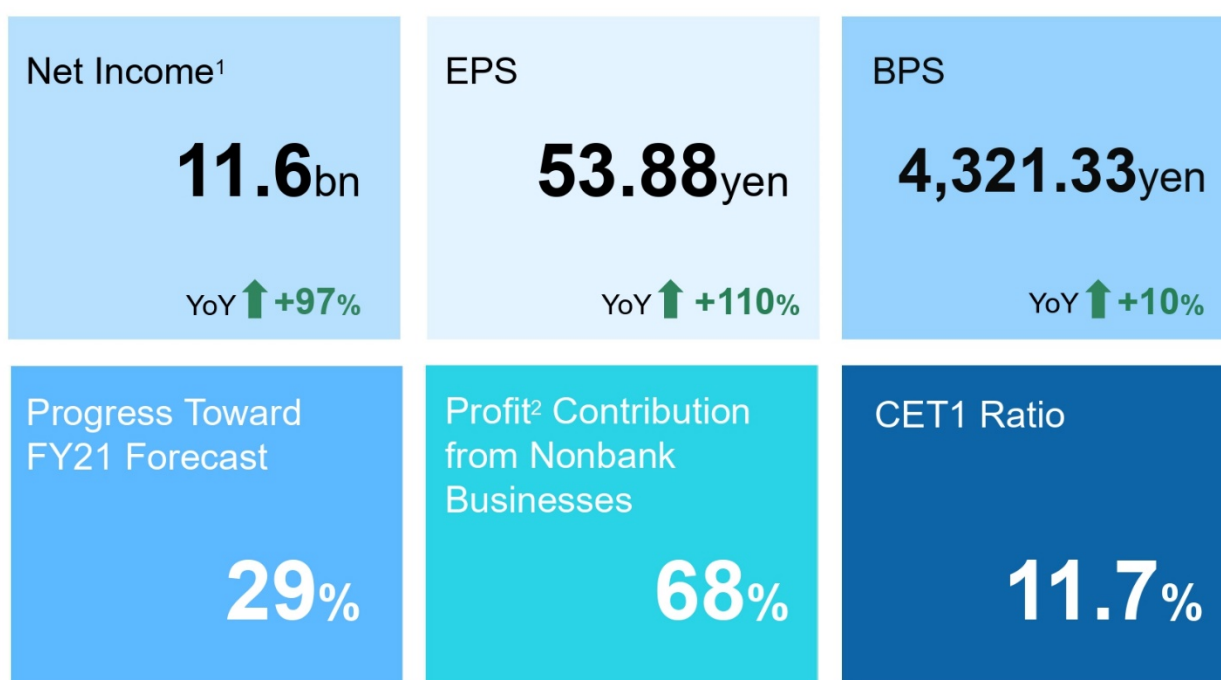 Net Income¹
11.6bn
YoY ⬆ +97%
EPS
53.88yen
YoY ⬆ +110%
BPS
4,321.33yen
YoY ⬆ +10%
Progress Toward
FY21 Forecast
29%
Profit² Contribution
from Nonbank
Businesses
68%
CET1 Ratio
11.7%